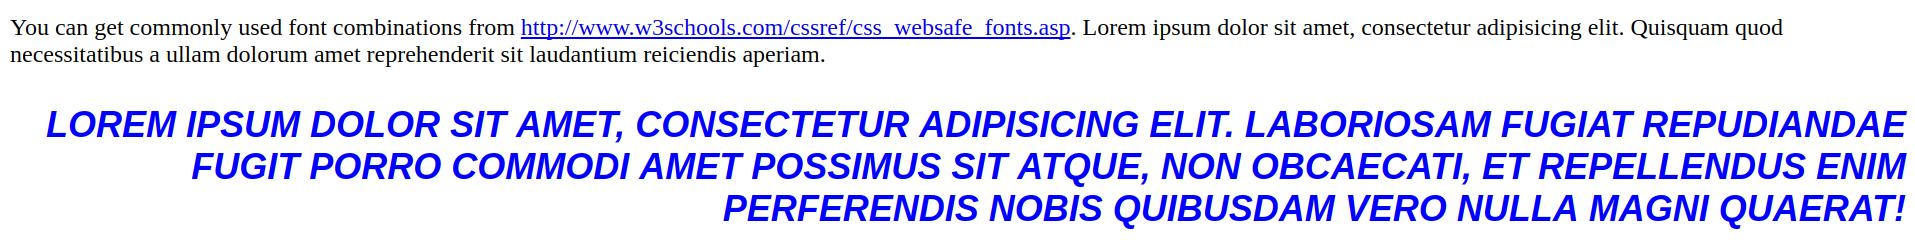 You can get commonly used font combinations from http://www.w3schools.com/cssref/css_websafe_fonts.asp. Lorem ipsum dolor sit amet, consectetur adipisicing elit. Quisquam quod
necessitatibus a ullam dolorum amet reprehenderit sit laudantium reiciendis aperiam.
LOREM IPSUM DOLOR SIT AMET, CONSECTETUR ADIPISICING ELIT. LABORIOSAM FUGIAT REPUDIANDAE
FUGIT PORRO COMMODI AMET POSSIMUS SIT ATQUE, NON OBCAECATI, ET REPELLENDUS ENIM
PERFERENDIS NOBIS QUIBUSDAM VERO NULLA MAGNI QUAERAT!